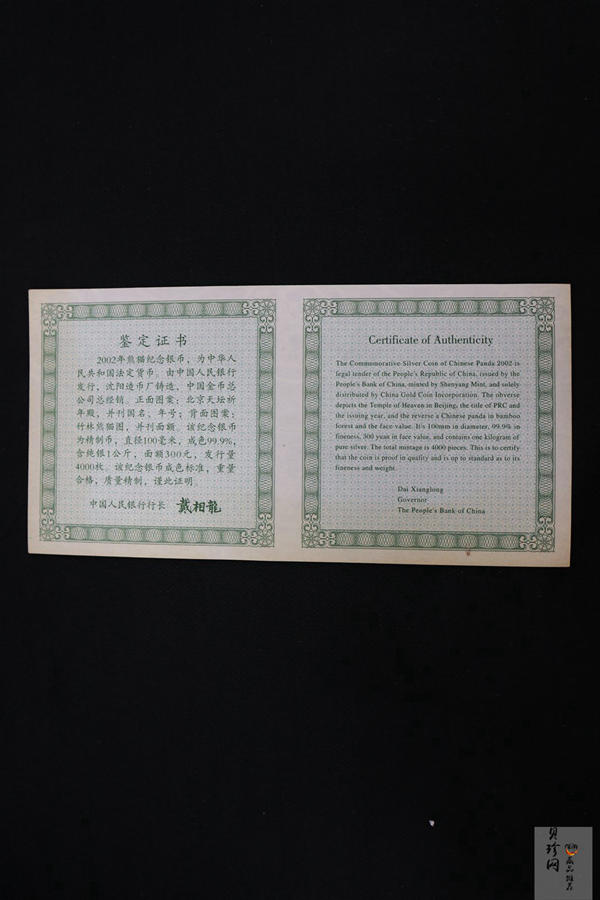 鉴定证书
2002年熊猫纪念银币，为中华人
民共和国法定货币。由中国人民银行
发行，沈阳造币厂铸造，中国金币总
公司总经销。正面图案：北京天坛祈
年殿，并刊国名、年号；背面图案：
竹林熊猫图，并刊面额。该纪念银币
为精制币，直径100毫米，成色99.9%，
含纯银1公斤，面额300元，发行量
4000枚。该纪念银币成色标准，重量
合格，质量精制，谨此证明。
中国人民银行行长 戴相龙
Certificate of Authenticity
The Commemorative Silver Coin of Chinese Panda 2002 is
legal tender of the People's Republic of China, issued by the
People's Bank of China, minted by Shenyang Mint, and solely
distributed by China Gold Coin Incorporation. The obverse
depicts the Temple of Heaven in Beijing, the title of PRC and
the issuing year, and the reverse a Chinese panda in bamboo
forest and the face value. It's 100mm in diameter, 99.9% in
fineness, 300 yuan in face value, and contains one kilogram of
pure silver. The total mintage is 4000 pieces. This is to certify
that the coin is proof in quality and is up to standard as to its
fineness and weight.
Dai Xianglong
Governor
The People's Bank of China
贝珍网
藏品推荐